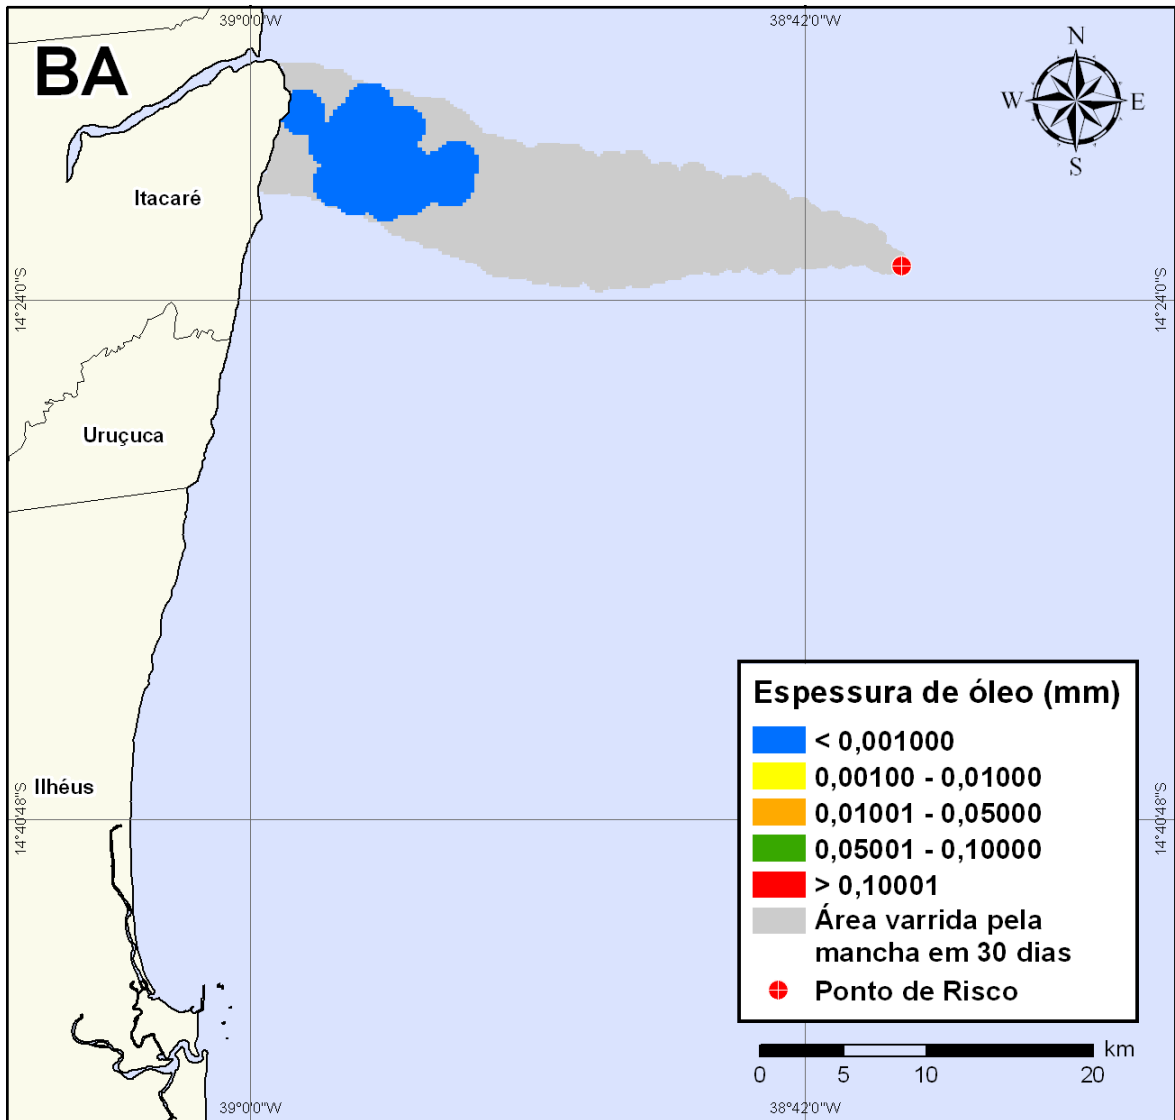 39°0'0"W
38°42'0"W
BA
N
W
E
S
Itacaré
14°24'0"S
14°24'0"S
Uruçuca
Espessura de óleo (mm)
< 0,001000
0,00100 - 0,01000
0,01001 - 0,05000
0,05001 - 0,10000
> 0,10001
Área varrida pela
mancha em 30 dias
Ponto de Risco
Ilhéus
14°40'48"S
14°40'48"S
km
0
5
10
20
39°0'0"W
38°42'0"W